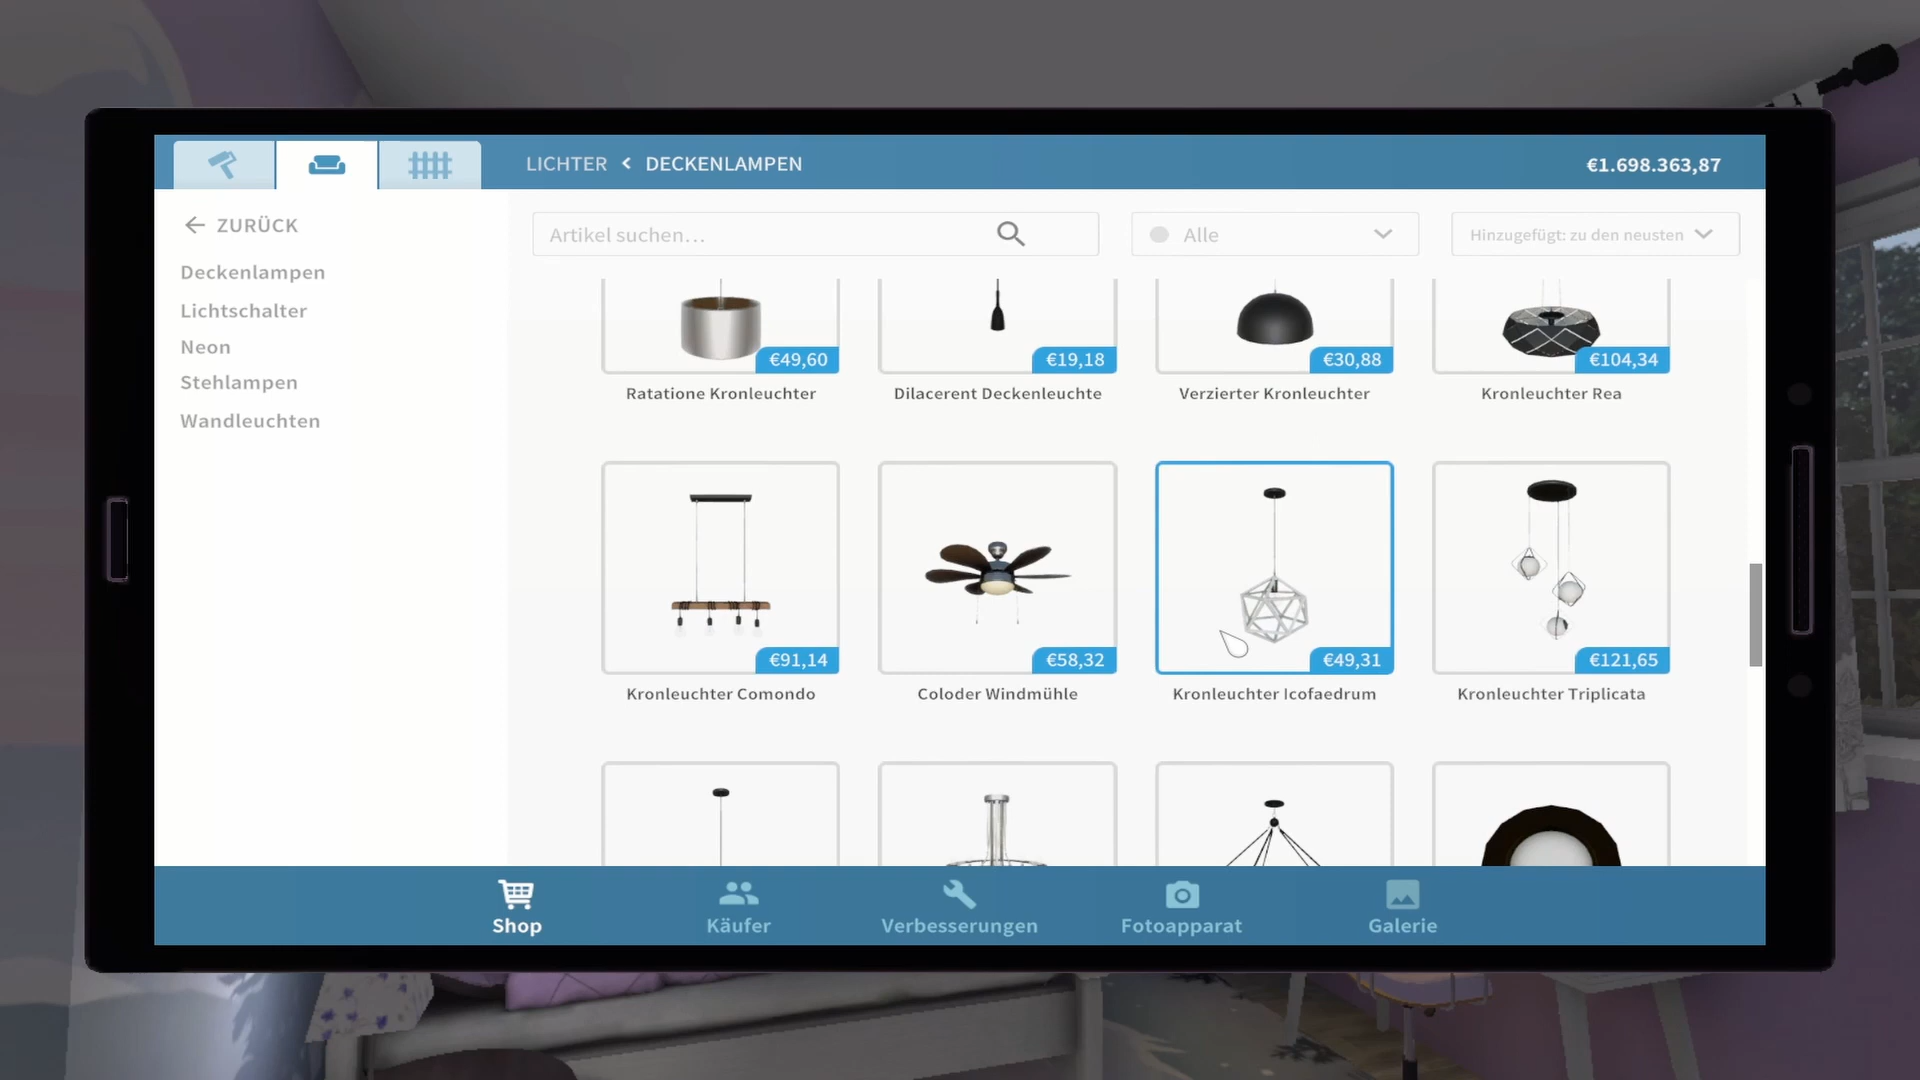 LICHTER < DECKENLAMPEN
€1.698.363,87
ZURÜCK
Deckenlampen
Lichtschalter
Neon
Stehlampen
Wandleuchten
Artikel suchen...
Alle
Hinzugefügt: zu den neusten
€49,60
€19,18
€30,88
€104,34
Ratatione Kronleuchter
Dilacerent Deckenleuchte
Verzierter Kronleuchter
Kronleuchter Rea
€91,14
€58,32
€49,31
€121,65
Kronleuchter Comondo
Coloder Windmühle
Kronleuchter Icofaedrum
Kronleuchter Triplicata
Shop
Käufer
Verbesserungen
Fotoapparat
Galerie